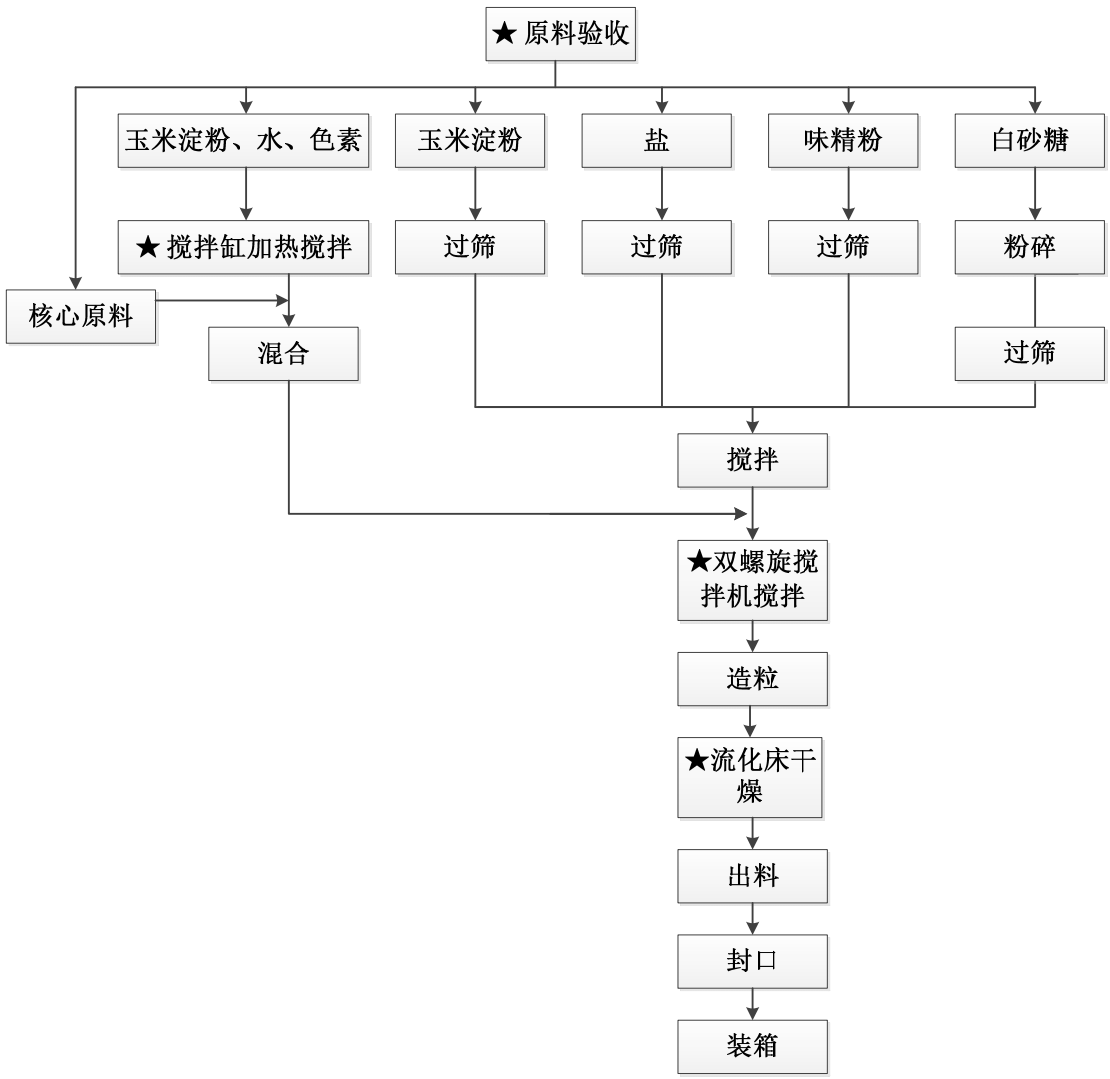 ★ 原料验收
玉米淀粉、水、色素
玉米淀粉
盐
味精粉
白砂糖
★ 搅拌缸加热搅拌
过筛
过筛
过筛
粉碎
核心原料
混合
过筛
搅拌
★双螺旋搅
拌机搅拌
造粒
★流化床干
燥
出料
封口
装箱